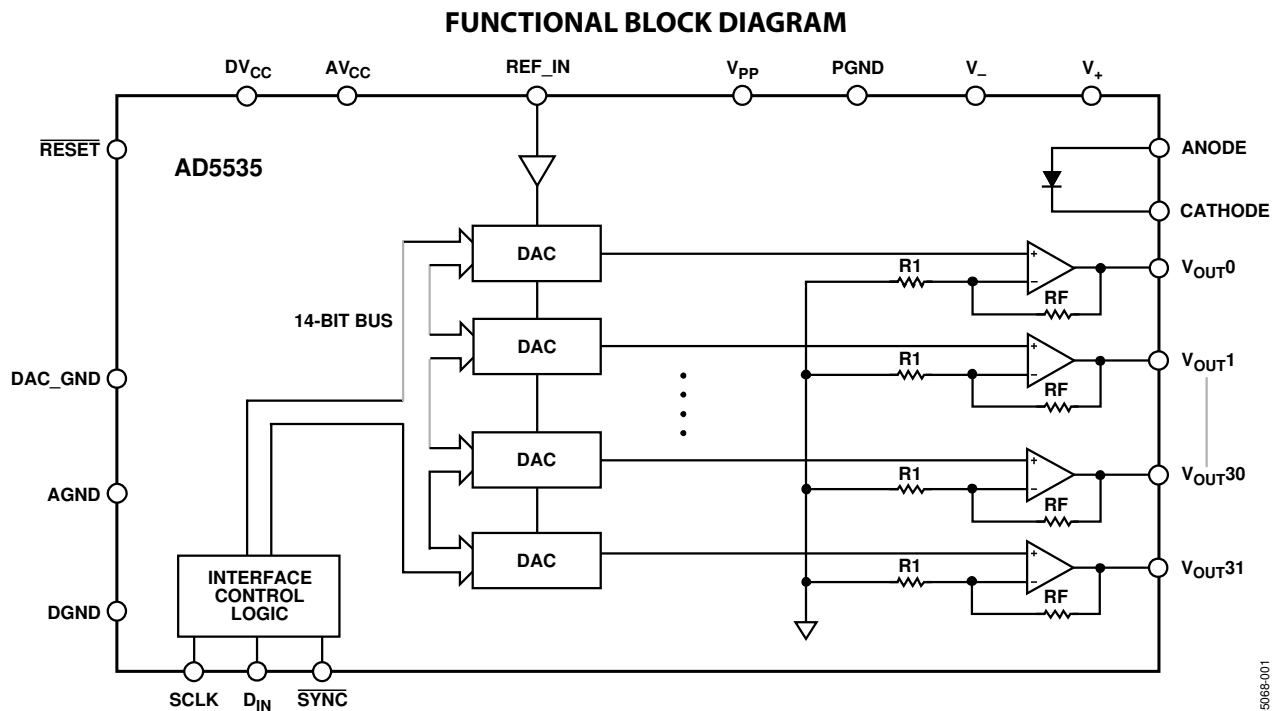 FUNCTIONAL BLOCK DIAGRAM
DVCC AVCC REF_IN VPP PGND V– V+
RESET
AD5535
ANODE
CATHODE
DAC
R1
+
–
RF
VOUT0
14-BIT BUS
DAC
R1
+
–
RF
VOUT1
DAC_GND
DAC
R1
+
–
RF
VOUT30
AGND
DAC
R1
+
–
RF
VOUT31
INTERFACE
CONTROL
LOGIC
DGND
SCLK DIN SYNC
5068-001